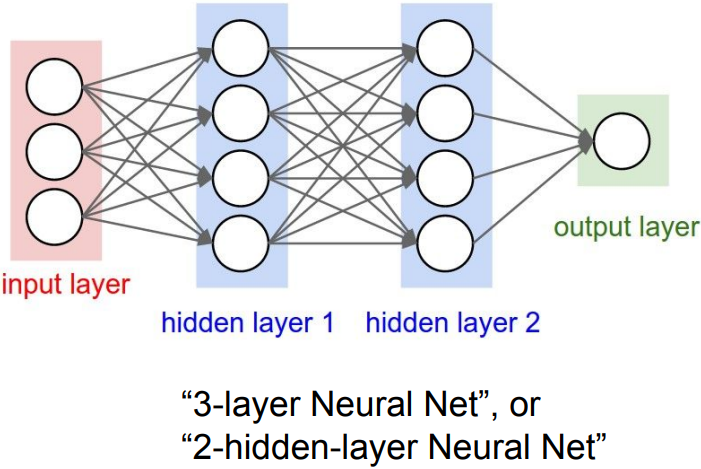 input layer
hidden layer 1
hidden layer 2
output layer
“3-layer Neural Net”, or
“2-hidden-layer Neural Net”